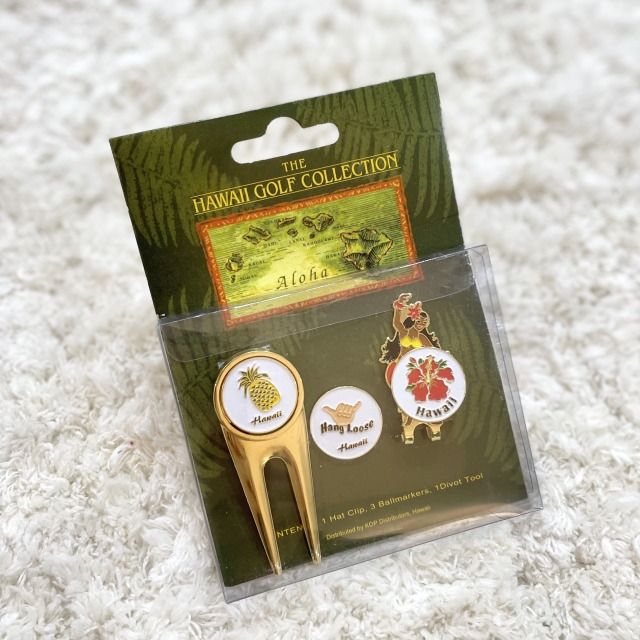 THE
HAWAII GOLF COLLECTION
Aloha
Hawaii
Hang Loose
Hawaii
Hawaii
1 Hat Clip, 3 Ballmarkers, 1Divot Tool
Distributed by KOP Distributors, Hawaii